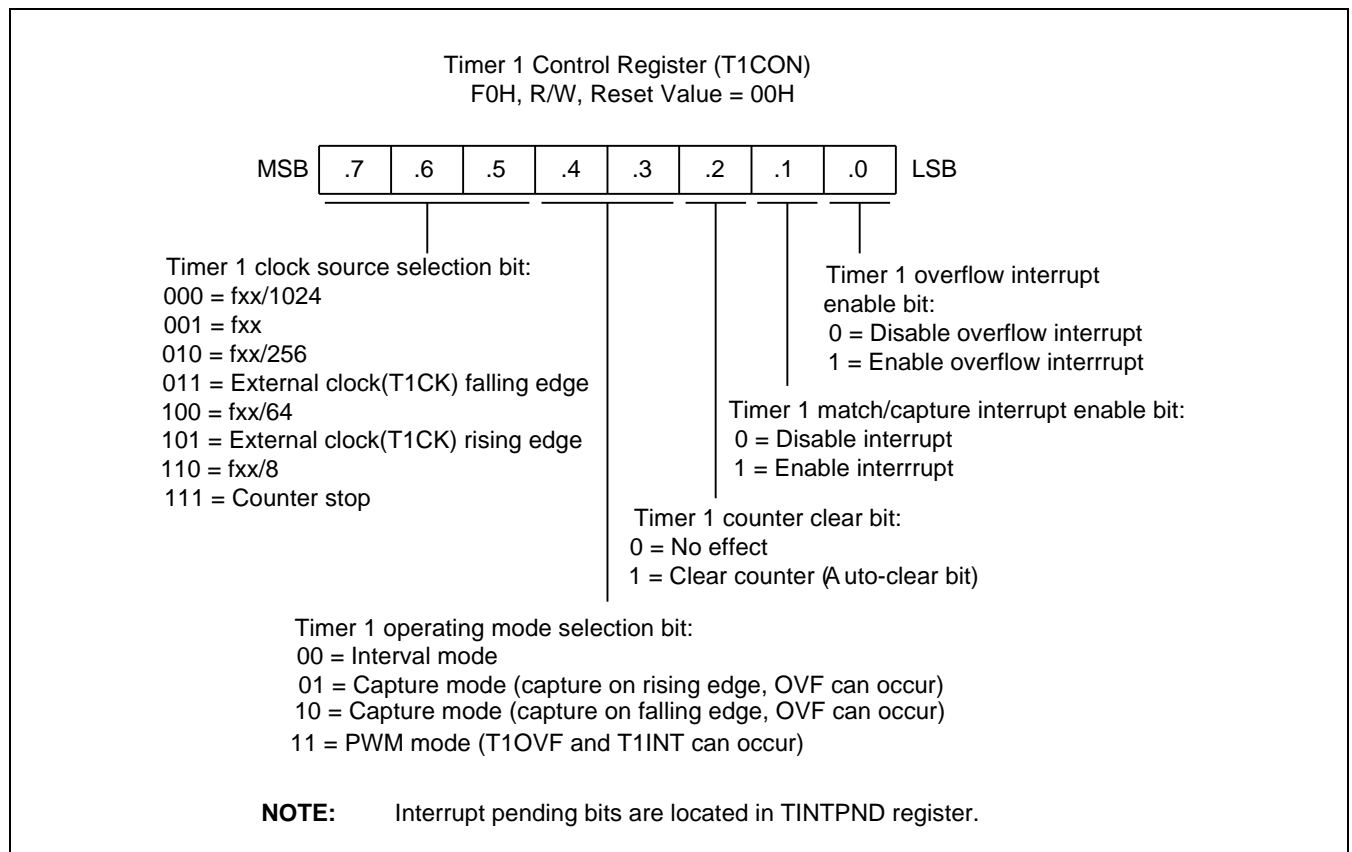 Timer 1 Control Register (T1CON)
F0H, R/W, Reset Value = 00H
MSB .7 .6 .5 .4 .3 .2 .1 .0 LSB
Timer 1 clock source selection bit:
000 = fxx/1024
001 = fxx
010 = fxx/256
011 = External clock(T1CK) falling edge
100 = fxx/64
101 = External clock(T1CK) rising edge
110 = fxx/8
111 = Counter stop
Timer 1 overflow interrupt
enable bit:
0 = Disable overflow interrupt
1 = Enable overflow interrrupt
Timer 1 match/capture interrupt enable bit:
0 = Disable interrupt
1 = Enable interrrupt
Timer 1 counter clear bit:
0 = No effect
1 = Clear counter (A uto-clear bit)
Timer 1 operating mode selection bit:
00 = Interval mode
01 = Capture mode (capture on rising edge, OVF can occur)
10 = Capture mode (capture on falling edge, OVF can occur)
11 = PWM mode (T1OVF and T1INT can occur)
NOTE: Interrupt pending bits are located in TINTPND register.